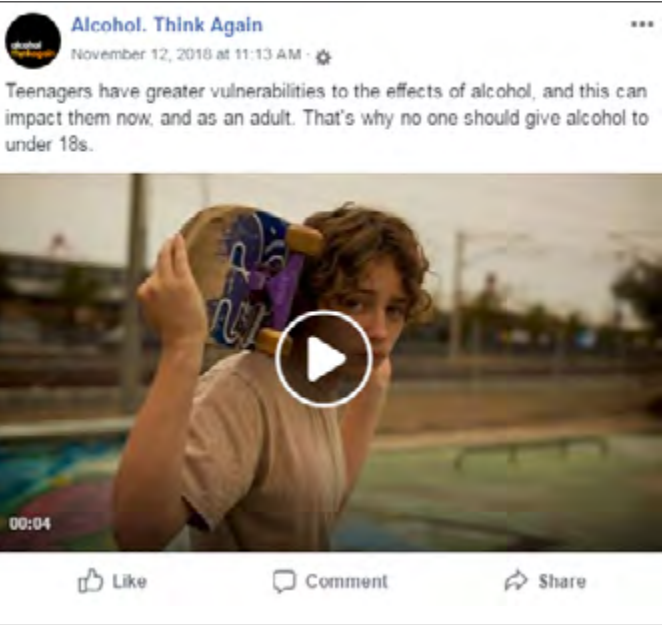 Alcohol. Think Again
alcohol
thinkagain
November 12, 2018 at 11:13 AM ·
Teenagers have greater vulnerabilities to the effects of alcohol, and this can
impact them now, and as an adult. That's why no one should give alcohol to
under 18s.
00:04
Like Comment Share